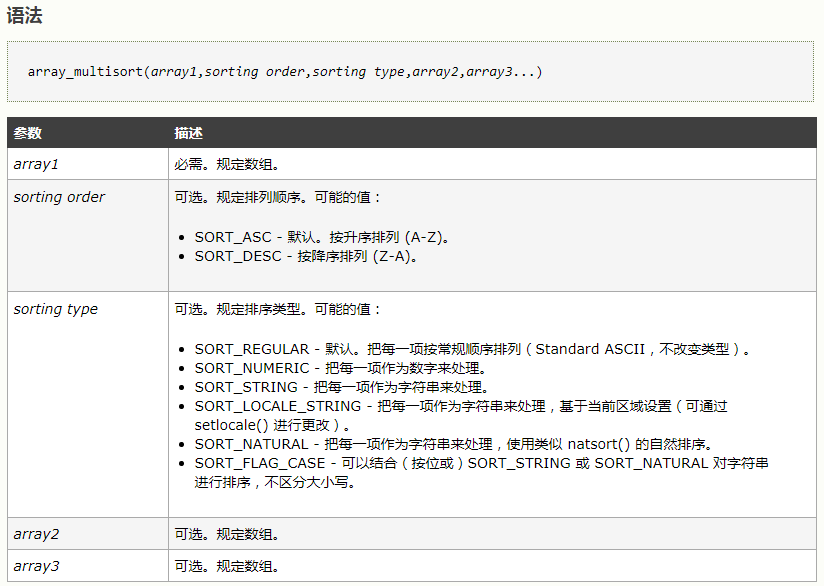 语法
array_multisort(array1,sorting order,sorting type,array2,array3...)
参数 描述
array1 必需。规定数组。
sorting order 可选。规定排列顺序。可能的值：
• SORT_ASC - 默认。按升序排列 (A-Z)。
• SORT_DESC - 按降序排列 (Z-A)。
sorting type 可选。规定排序类型。可能的值：
• SORT_REGULAR - 默认。把每一项按常规顺序排列（Standard ASCII，不改变类型）。
• SORT_NUMERIC - 把每一项作为数字来处理。
• SORT_STRING - 把每一项作为字符串来处理。
• SORT_LOCALE_STRING - 把每一项作为字符串来处理，基于当前区域设置（可通过
setlocale() 进行更改）。
• SORT_NATURAL - 把每一项作为字符串来处理，使用类似 natsort() 的自然排序。
• SORT_FLAG_CASE - 可以结合（按位或）SORT_STRING 或 SORT_NATURAL 对字符串
进行排序，不区分大小写。
array2 可选。规定数组。
array3 可选。规定数组。